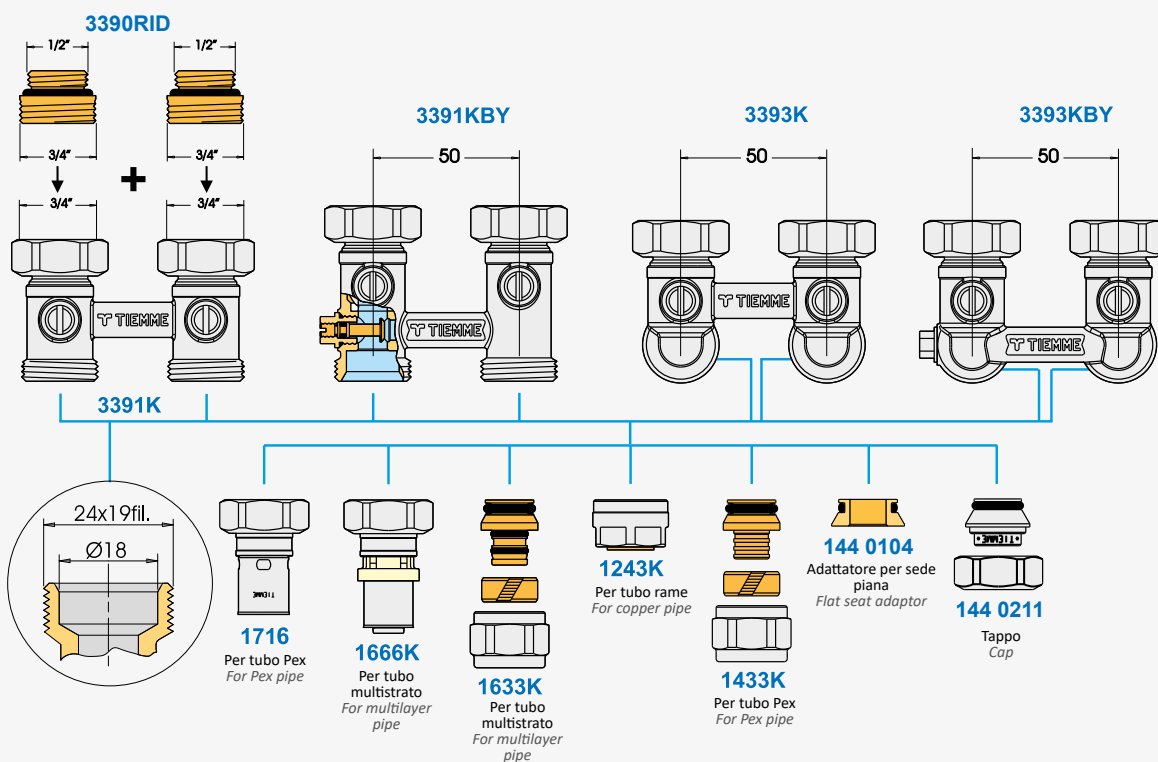 3390RID
1/2"
1/2"
3/4"
3/4"
+
3/4"
3/4"
TIEMME
3391K
3391KBY
50
TIEMME
3393K
50
TIEMME
3393KBY
50
TIEMME
24x19fil.
Ø18
TIEMME
1716
Per tubo Pex
For Pex pipe
1666K
Per tubo
multistrato
For multilayer
pipe
1633K
Per tubo
multistrato
For multilayer
pipe
1243K
Per tubo rame
For copper pipe
1433K
Per tubo Pex
For Pex pipe
144 0104
Adattatore per sede
piana
Flat seat adaptor
TIEMME
144 0211
Tappo
Cap